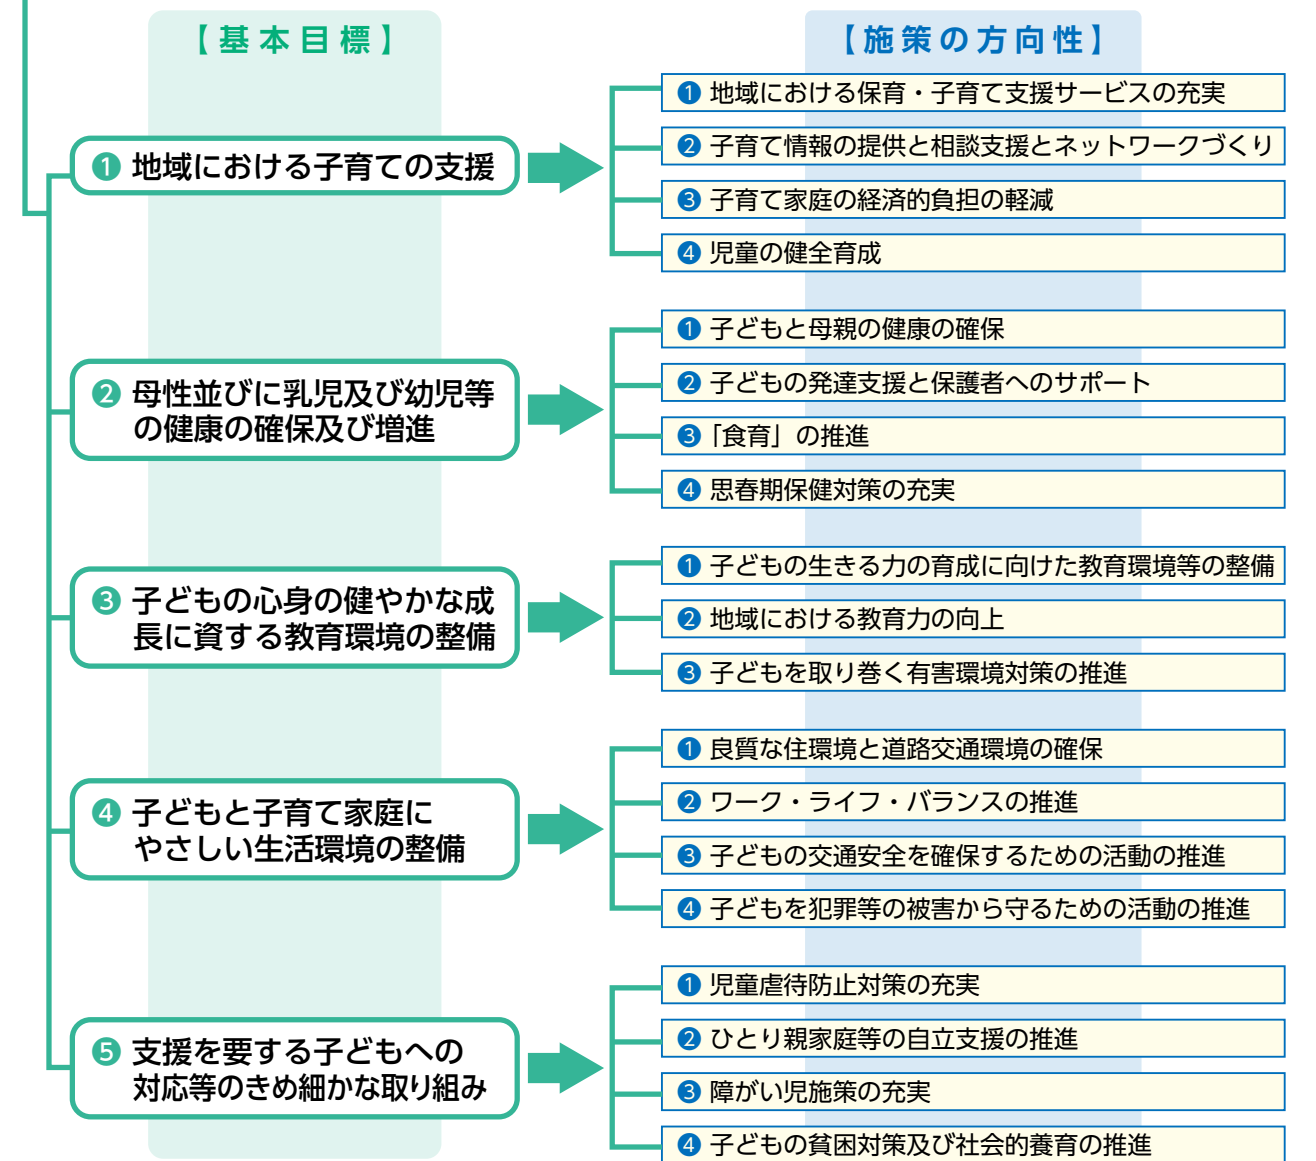 【基本目標】
【施策の方向性】
❶ 地域における子育ての支援
❶ 地域における保育・子育て支援サービスの充実
❷ 子育て情報の提供と相談支援とネットワークづくり
❸ 子育て家庭の経済的負担の軽減
❹ 児童の健全育成
❷ 母性並びに乳児及び幼児等
の健康の確保及び増進
❶ 子どもと母親の健康の確保
❷ 子どもの発達支援と保護者へのサポート
❸「食育」の推進
❹ 思春期保健対策の充実
❸ 子どもの心身の健やかな成
長に資する教育環境の整備
❶ 子どもの生きる力の育成に向けた教育環境等の整備
❷ 地域における教育力の向上
❸ 子どもを取り巻く有害環境対策の推進
❹ 子どもと子育て家庭に
やさしい生活環境の整備
❶ 良質な住環境と道路交通環境の確保
❷ ワーク・ライフ・バランスの推進
❸ 子どもの交通安全を確保するための活動の推進
❹ 子どもを犯罪等の被害から守るための活動の推進
❺ 支援を要する子どもへの
対応等のきめ細かな取り組み
❶ 児童虐待防止対策の充実
❷ ひとり親家庭等の自立支援の推進
❸ 障がい児施策の充実
❹ 子どもの貧困対策及び社会的養育の推進